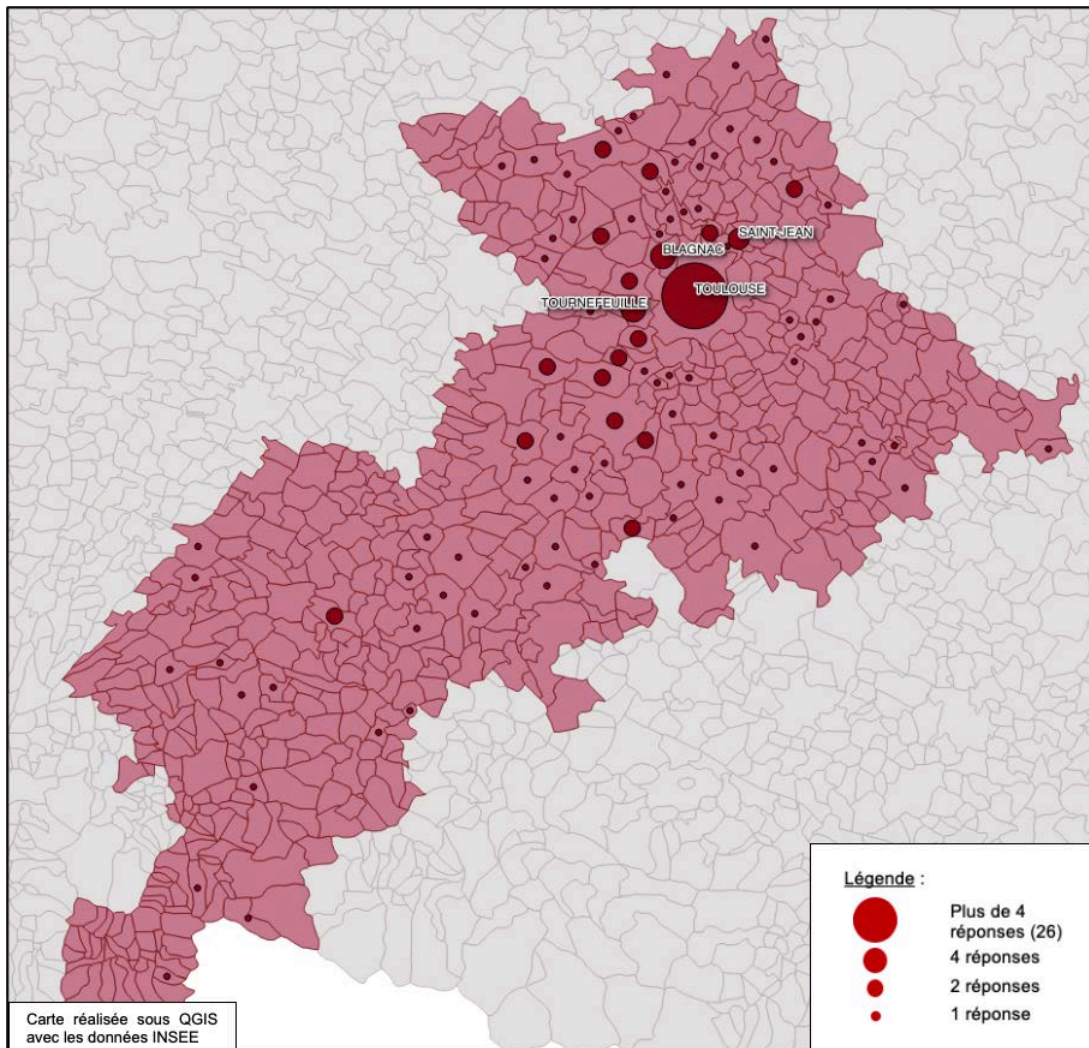 SAINT-JEAN
BLAGNAC
TOULOUSE
TOURNEFEUILLE
Légende :
Plus de 4
réponses (26)
4 réponses
2 réponses
1 réponse
Carte réalisée sous QGIS
avec les données INSEE